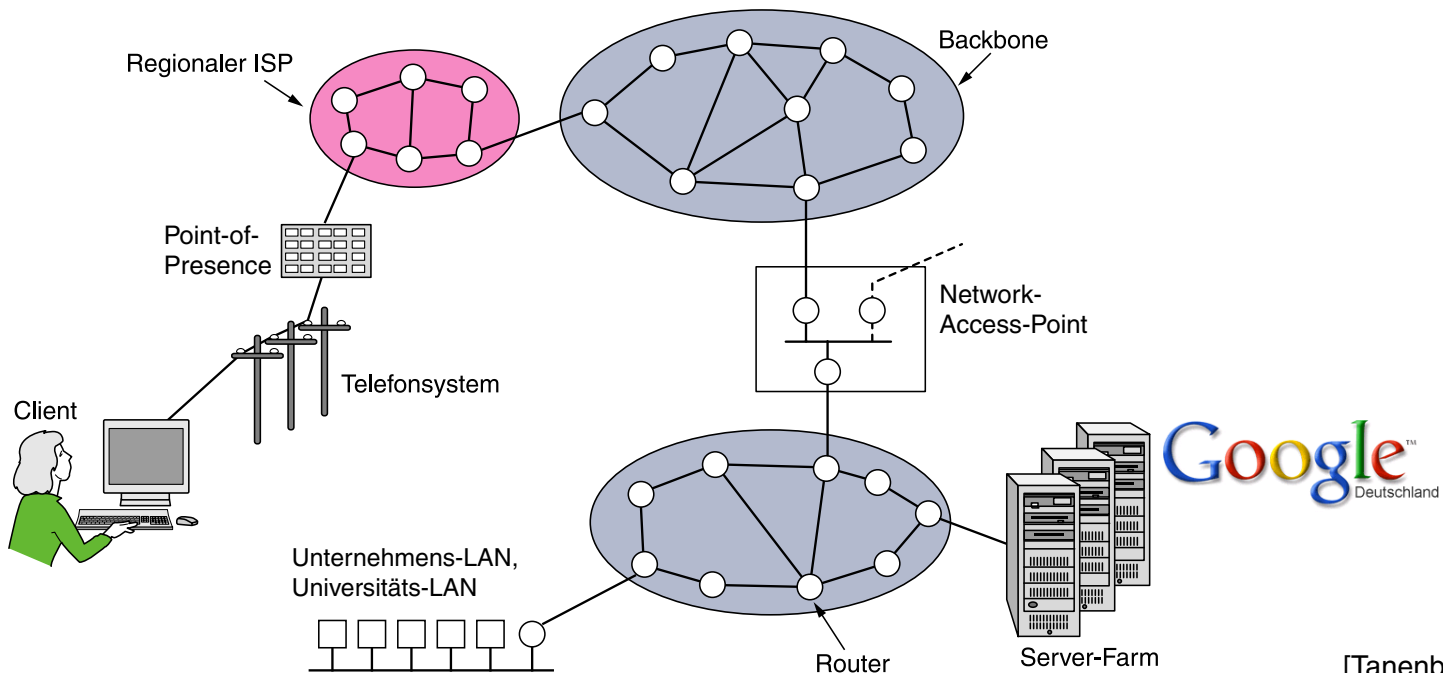 Regionaler ISP
Backbone
Point-of-
Presence
Network-
Access-Point
Telefonsystem
Client
Google™
Deutschland
Unternehmens-LAN,
Universitäts-LAN
Router
Server-Farm